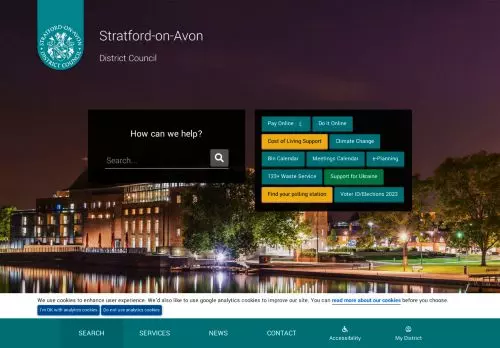 STRATFORD-ON-AVON
DISTRICT COUNCIL
Stratford-on-Avon
District Council
How can we help?
Search...
Pay Online : £
Do It Online
Cost of Living Support
Climate Change
Bin Calendar
Meetings Calendar
e-Planning
123+ Waste Service
Support for Ukraine
Find your polling station
Voter ID/Elections 2023
We use cookies to enhance user experience. We'd also like to use google analytics cookies to improve our site. You can read more about our cookies before you choose.
I'm OK with analytics cookies
Do not use analytics cookies
SEARCH
SERVICES
NEWS
CONTACT
Accessibility
My District